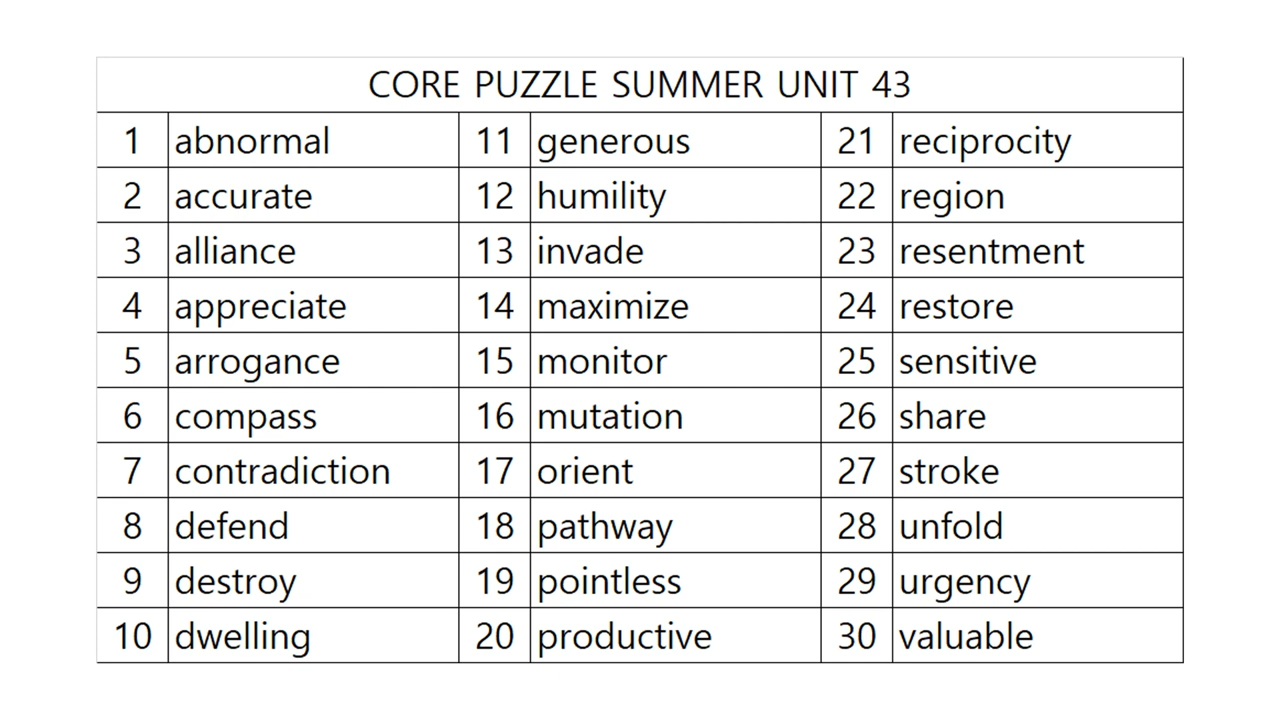 CORE PUZZLE SUMMER UNIT 43
1 abnormal 11 generous 21 reciprocity
2 accurate 12 humility 22 region
3 alliance 13 invade 23 resentment
4 appreciate 14 maximize 24 restore
5 arrogance 15 monitor 25 sensitive
6 compass 16 mutation 26 share
7 contradiction 17 orient 27 stroke
8 defend 18 pathway 28 unfold
9 destroy 19 pointless 29 urgency
10 dwelling 20 productive 30 valuable